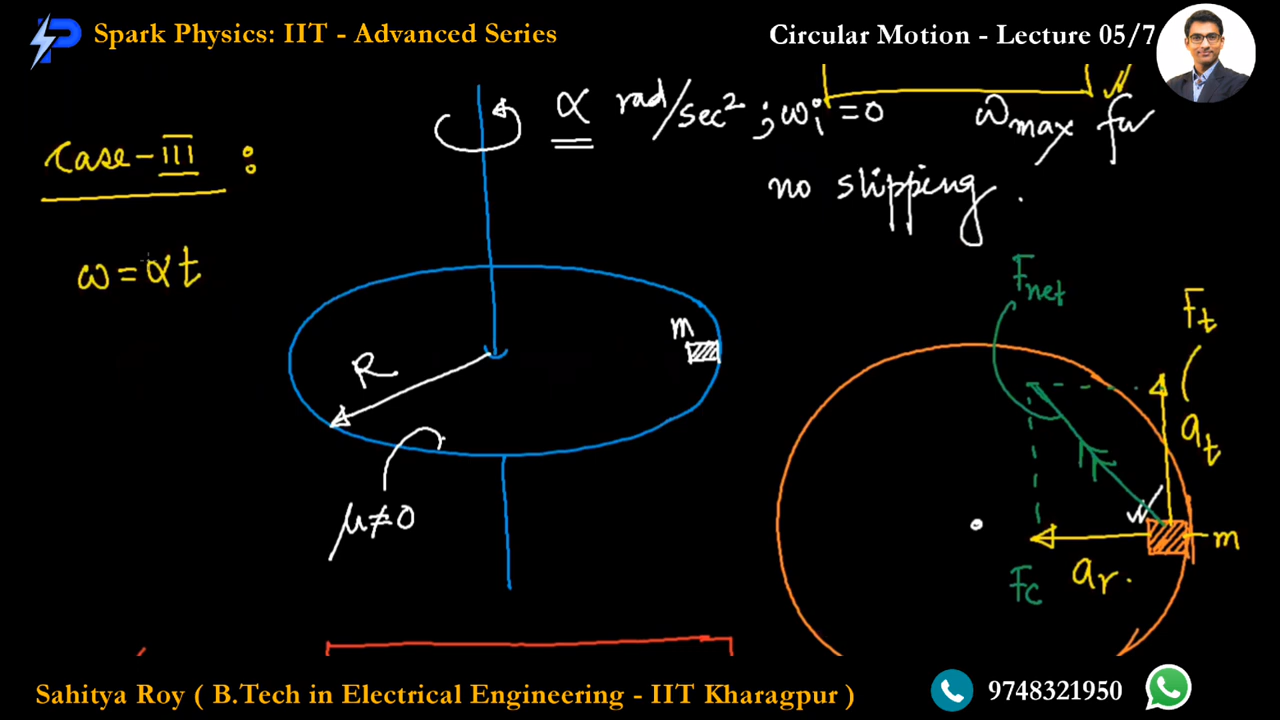 Spark Physics: IIT - Advanced Series
Circular Motion - Lecture 05/7
α rad/sec² ; ωi = 0
ωmax for
no slipping.
Case-III :
ω = αt
R
m
μ≠0
Fnet
Ft
at
m
Fc
ar.
Sahitya Roy ( B.Tech in Electrical Engineering - IIT Kharagpur )
9748321950